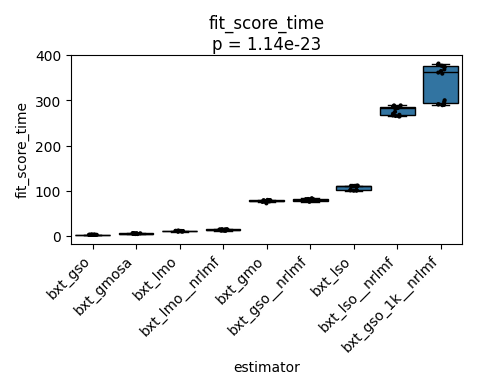 fit_score_time
p = 1.14e-23
fit_score_time
400
300
200
100
0
bxt_gso
bxt_gmosa
bxt_lmo
bxt_lmo__nrlmf
bxt_gmo
bxt_gso__nrlmf
bxt_lso
bxt_lso__nrlmf
bxt_gso_1k__nrlmf
estimator